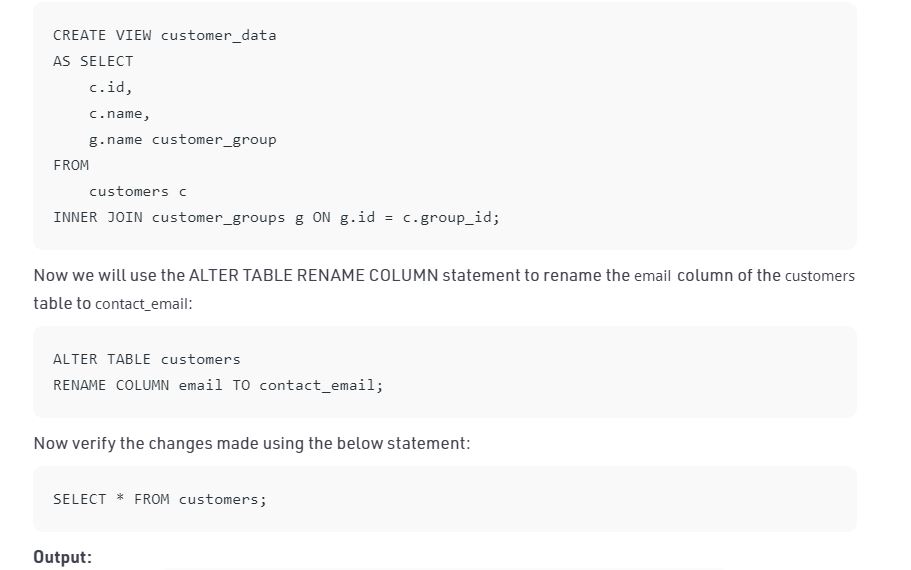 CREATE VIEW customer_data
AS SELECT
    c.id,
    c.name,
    g.name customer_group
FROM
    customers c
INNER JOIN customer_groups g ON g.id = c.group_id;
Now we will use the ALTER TABLE RENAME COLUMN statement to rename the email column of the customers
table to contact_email:
ALTER TABLE customers
RENAME COLUMN email TO contact_email;
Now verify the changes made using the below statement:
SELECT * FROM customers;
Output: